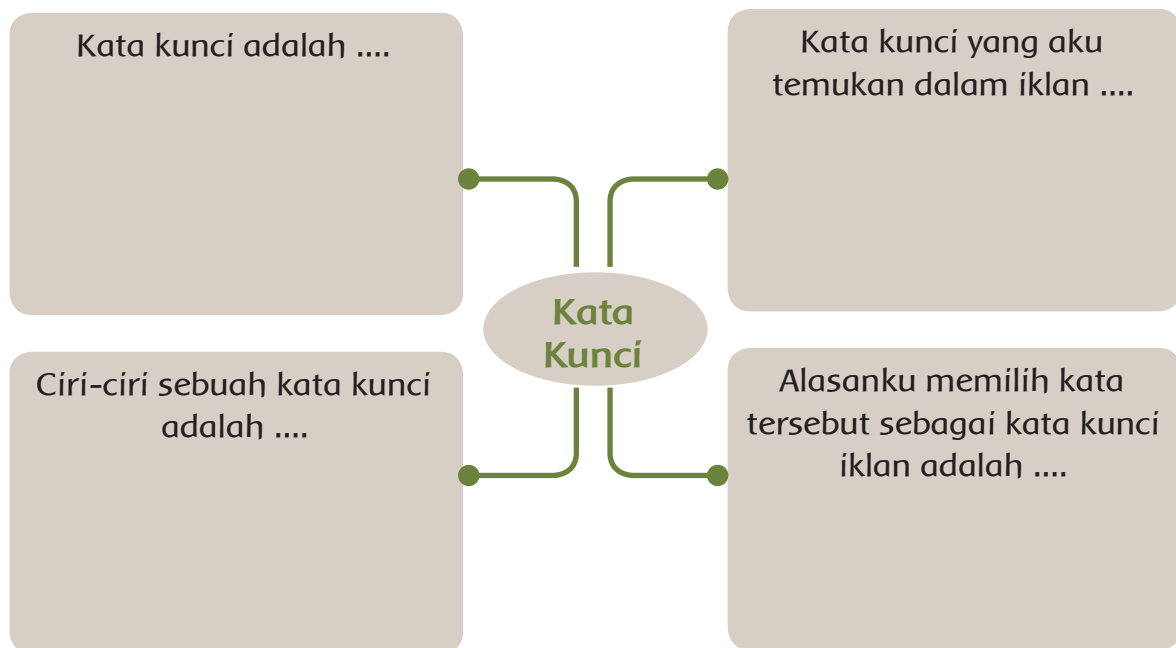 Kata kunci adalah ....
Kata kunci yang aku
temukan dalam iklan ....
Kata
Kunci
Ciri-ciri sebuah kata kunci
adalah ....
Alasanku memilih kata
tersebut sebagai kata kunci
iklan adalah ....